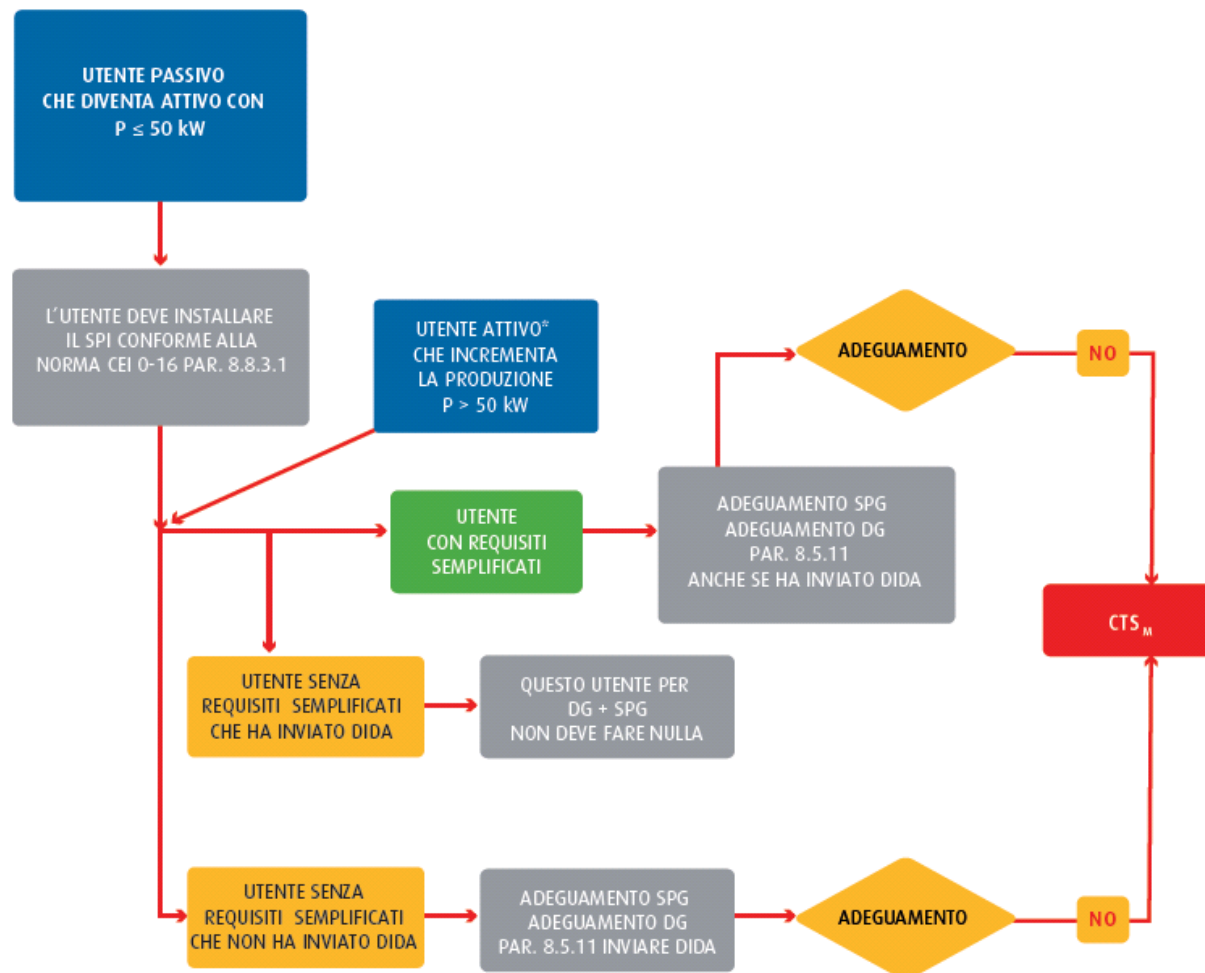 UTENTE PASSIVO
CHE DIVENTA ATTIVO CON
P ≤ 50 kW
L'UTENTE DEVE INSTALLARE
IL SPI CONFORME ALLA
NORMA CEI 0-16 PAR. 8.8.3.1
UTENTE ATTIVO*
CHE INCREMENTA
LA PRODUZIONE
P > 50 kW
ADEGUAMENTO
NO
UTENTE
CON REQUISITI
SEMPLIFICATI
ADEGUAMENTO SPG
ADEGUAMENTO DG
PAR. 8.5.11
ANCHE SE HA INVIATO DIDA
CTS M
UTENTE SENZA
REQUISITI SEMPLIFICATI
CHE HA INVIATO DIDA
QUESTO UTENTE PER
DG + SPG
NON DEVE FARE NULLA
UTENTE SENZA
REQUISITI SEMPLIFICATI
CHE NON HA INVIATO DIDA
ADEGUAMENTO SPG
ADEGUAMENTO DG
PAR. 8.5.11 INVIARE DIDA
ADEGUAMENTO
NO